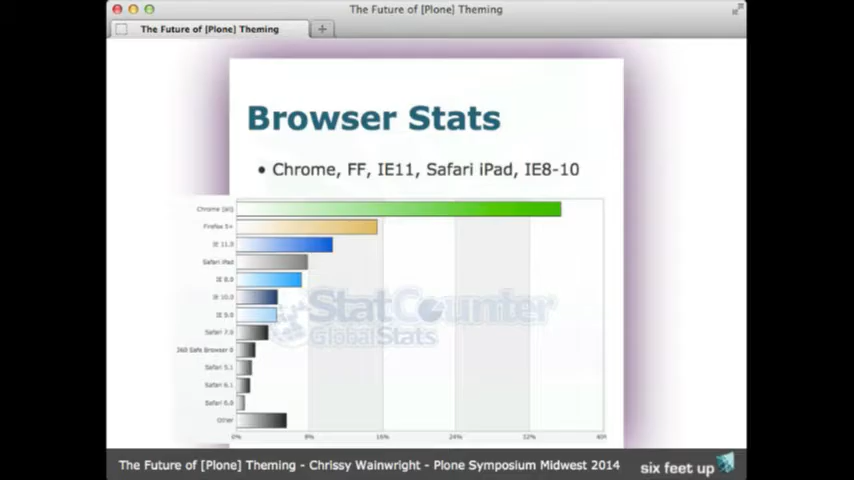 The Future of [Plone] Theming
The Future of [Plone] Theming
Browser Stats
• Chrome, FF, IE11, Safari iPad, IE8-10
Chrome (all)
Firefox 5+
IE 11.0
Safari iPad
IE 8.0
IE 10.0
IE 9.0
Safari 7.0
360 Safe Browser 0
Safari 5.1
Safari 6.1
Safari 6.0
Other
StatCounter
GlobalStats
0% 8% 16% 24% 32% 40%
The Future of [Plone] Theming - Chrissy Wainwright - Plone Symposium Midwest 2014
six feet up